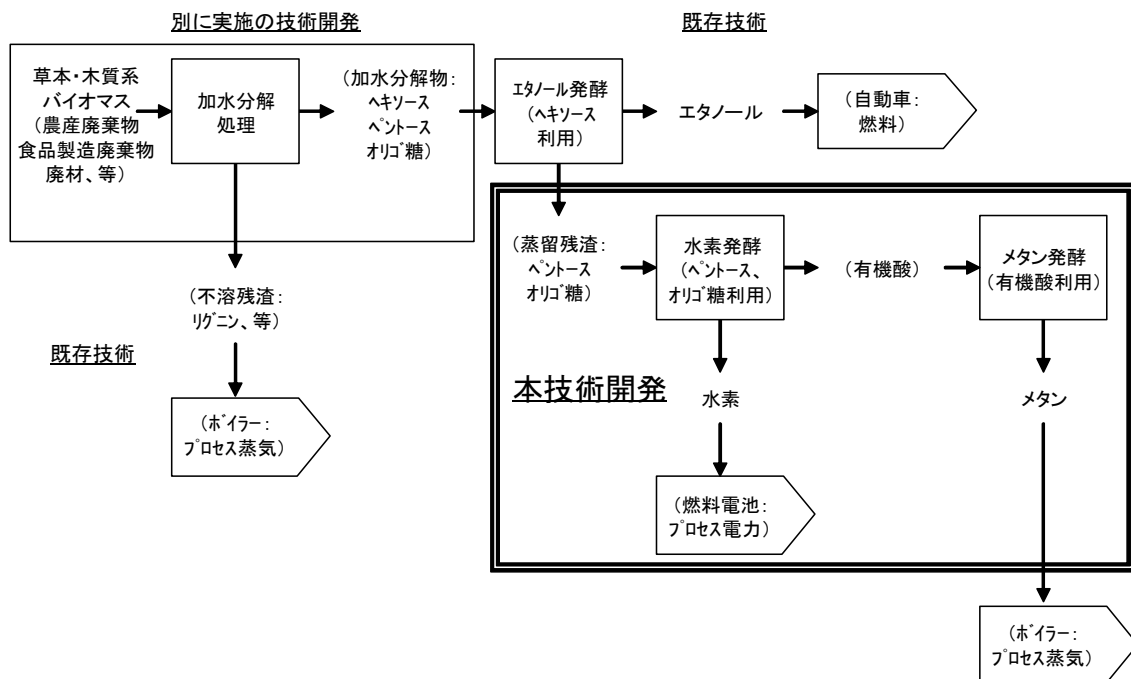 別に実施の技術開発
既存技術
草本・木質系
バイオマス
(農産廃棄物
食品製造廃棄物
廃材、等)
加水分解
処理
(加水分解物:
ﾍｷｿｰｽ
ﾍﾟﾝﾄｰｽ
ｵﾘｺﾞ糖)
ｴﾀﾉｰﾙ発酵
(ﾍｷｿｰｽ
利用)
エタノール
(自動車:
燃料)
(蒸留残渣:
ﾍﾟﾝﾄｰｽ
ｵﾘｺﾞ糖)
水素発酵
(ﾍﾟﾝﾄｰｽ、
ｵﾘｺﾞ糖利用)
(有機酸)
メタン発酵
(有機酸利用)
(不溶残渣:
ﾘｸﾞﾆﾝ、等)
既存技術
(ﾎﾞｲﾗｰ:
ﾌﾟﾛｾｽ蒸気)
本技術開発
水素
メタン
(燃料電池:
ﾌﾟﾛｾｽ電力)
(ﾎﾞｲﾗｰ:
ﾌﾟﾛｾｽ蒸気)